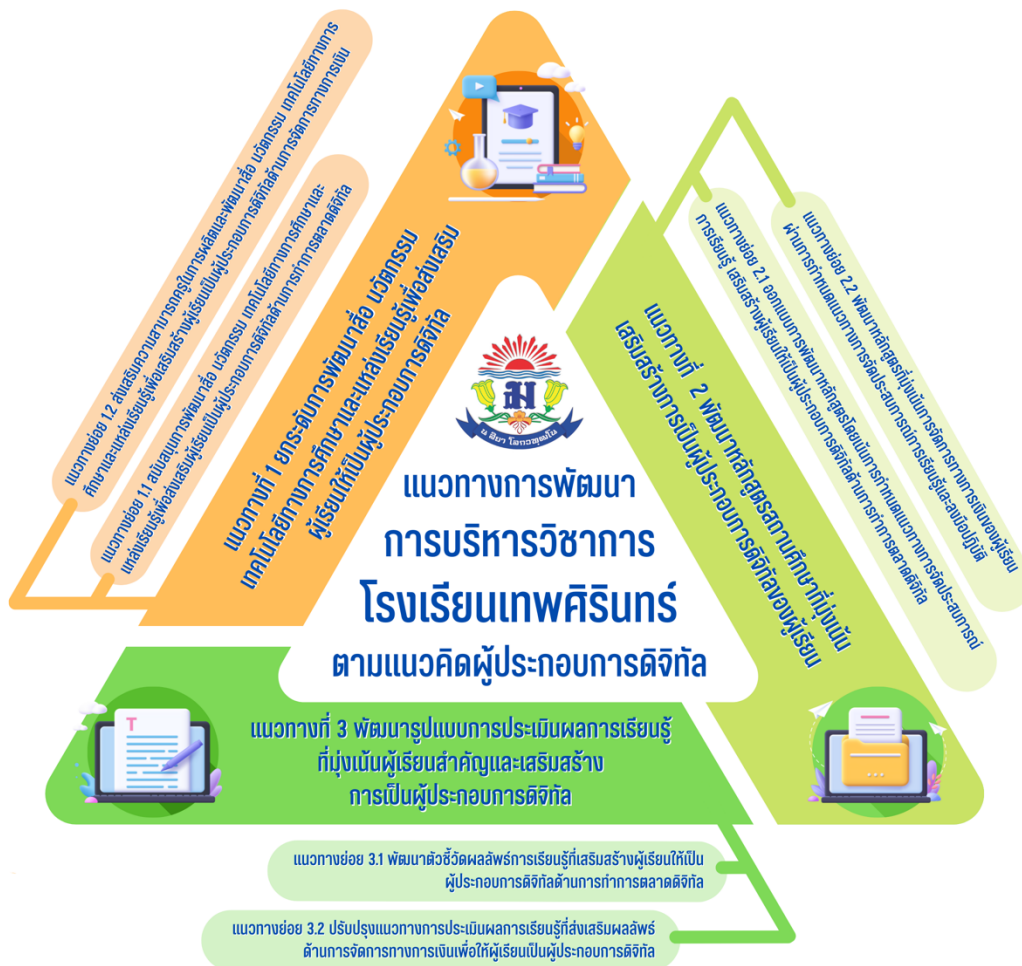 แนวทางการพัฒนา
การบริหารวิชาการ
โรงเรียนเทพศิรินทร์
ตามแนวคิดผู้ประกอบการดิจิทัล
น สิยา โลกวฑฺฒโน
แนวทางที่ 1 ยกระดับการพัฒนาสื่อ นวัตกรรม
เทคโนโลยีทางการศึกษาและแหล่งเรียนรู้เพื่อส่งเสริม
ผู้เรียนให้เป็นผู้ประกอบการดิจิทัล
แนวทางย่อย 1.1 สนับสนุนการพัฒนาสื่อ นวัตกรรม เทคโนโลยีทางการศึกษาและ
แหล่งเรียนรู้เพื่อส่งเสริมผู้เรียนเป็นผู้ประกอบการดิจิทัลด้านการทำการตลาดดิจิทัล
แนวทางย่อย 1.2 ส่งเสริมความสามารถครูในการผลิตและพัฒนาสื่อ นวัตกรรม เทคโนโลยีทางการ
ศึกษาและแหล่งเรียนรู้เพื่อเสริมสร้างผู้เรียนเป็นผู้ประกอบการดิจิทัลด้านการจัดการทางการเงิน
แนวทางที่ 2 พัฒนาหลักสูตรสถานศึกษาที่มุ่งเน้น
เสริมสร้างการเป็นผู้ประกอบการดิจิทัลของผู้เรียน
แนวทางย่อย 2.1 ออกแบบการพัฒนาหลักสูตรโดยเน้นการกำหนดแนวทางการจัดประสบการณ์
การเรียนรู้ เสริมสร้างผู้เรียนให้เป็นผู้ประกอบการดิจิทัลด้านการทำการตลาดดิจิทัล
แนวทางย่อย 2.2 พัฒนาหลักสูตรที่มุ่งเน้นการจัดการทางการเงินของผู้เรียน
ผ่านการกำหนดแนวทางการจัดประสบการณ์การเรียนรู้และลงมือปฏิบัติ
แนวทางที่ 3 พัฒนารูปแบบการประเมินผลการเรียนรู้
ที่มุ่งเน้นผู้เรียนสำคัญและเสริมสร้าง
การเป็นผู้ประกอบการดิจิทัล
แนวทางย่อย 3.1 พัฒนาตัวชี้วัดผลลัพธ์การเรียนรู้ที่เสริมสร้างผู้เรียนให้เป็น
ผู้ประกอบการดิจิทัลด้านการทำการตลาดดิจิทัล
แนวทางย่อย 3.2 ปรับปรุงแนวทางการประเมินผลการเรียนรู้ที่ส่งเสริมผลลัพธ์
ด้านการจัดการทางการเงินเพื่อให้ผู้เรียนเป็นผู้ประกอบการดิจิทัล